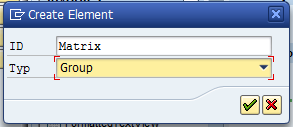 Create Element
ID Matrix
Typ Group